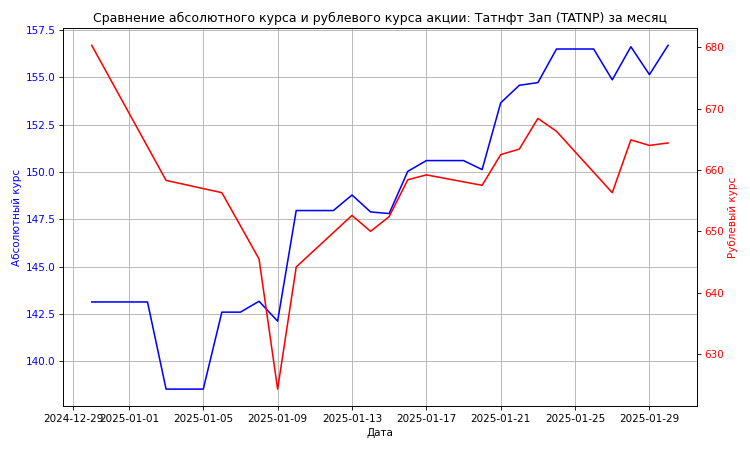 Сравнение абсолютного курса и рублевого курса акции: Татнфт 3ап (TATNP) за месяц
157.5
155.0
152.5
150.0
147.5
145.0
142.5
140.0
Абсолютный курс
680
670
660
650
640
630
Рублевый курс
2024-12-29 2025-01-01 2025-01-05 2025-01-09 2025-01-13 2025-01-17 2025-01-21 2025-01-25 2025-01-29
Дата